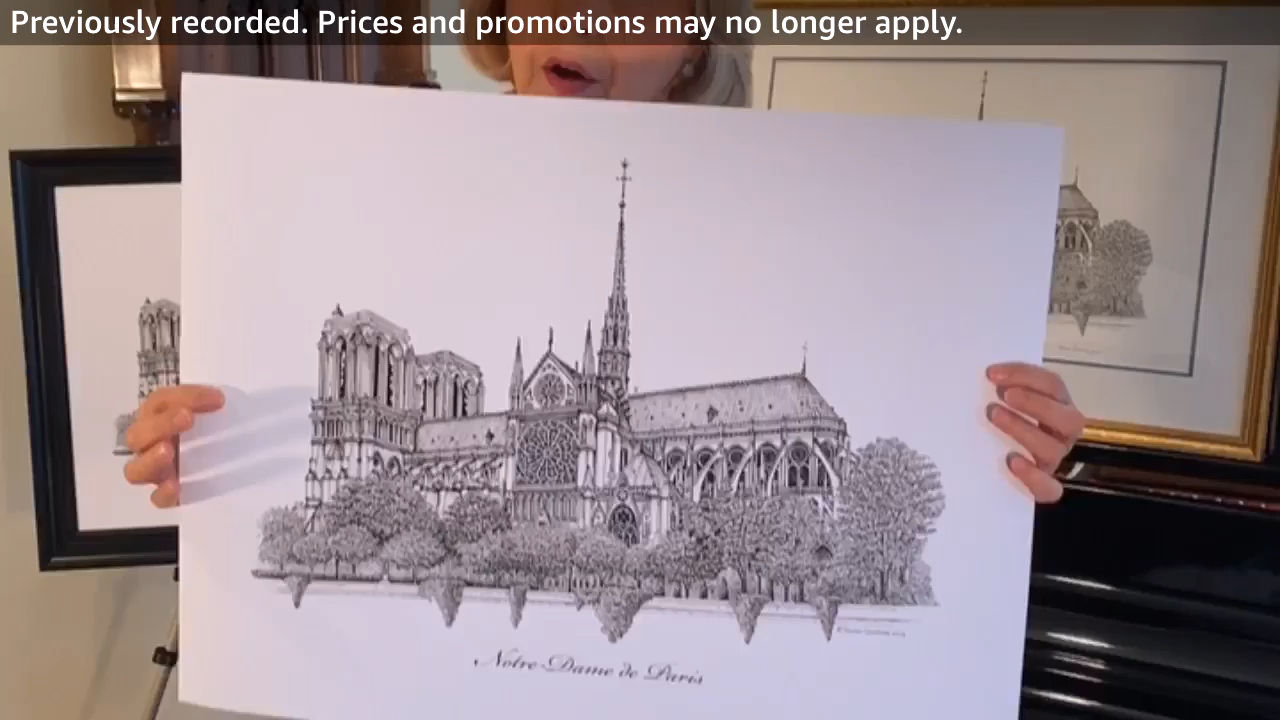 Previously recorded. Prices and promotions may no longer apply.
Notre-Dame de Paris